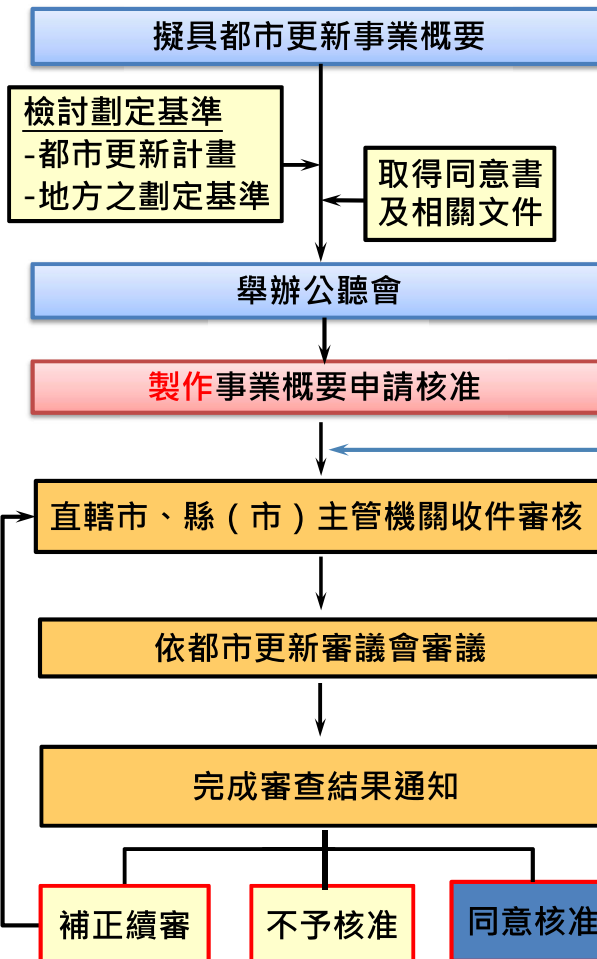 擬具都市更新事業概要
檢討劃定基準
-都市更新計畫
-地方之劃定基準
取得同意書
及相關文件
舉辦公聽會
製作事業概要申請核准
直轄市、縣（市）主管機關收件審核
依都市更新審議會審議
完成審查結果通知
補正續審
不予核准
同意核准